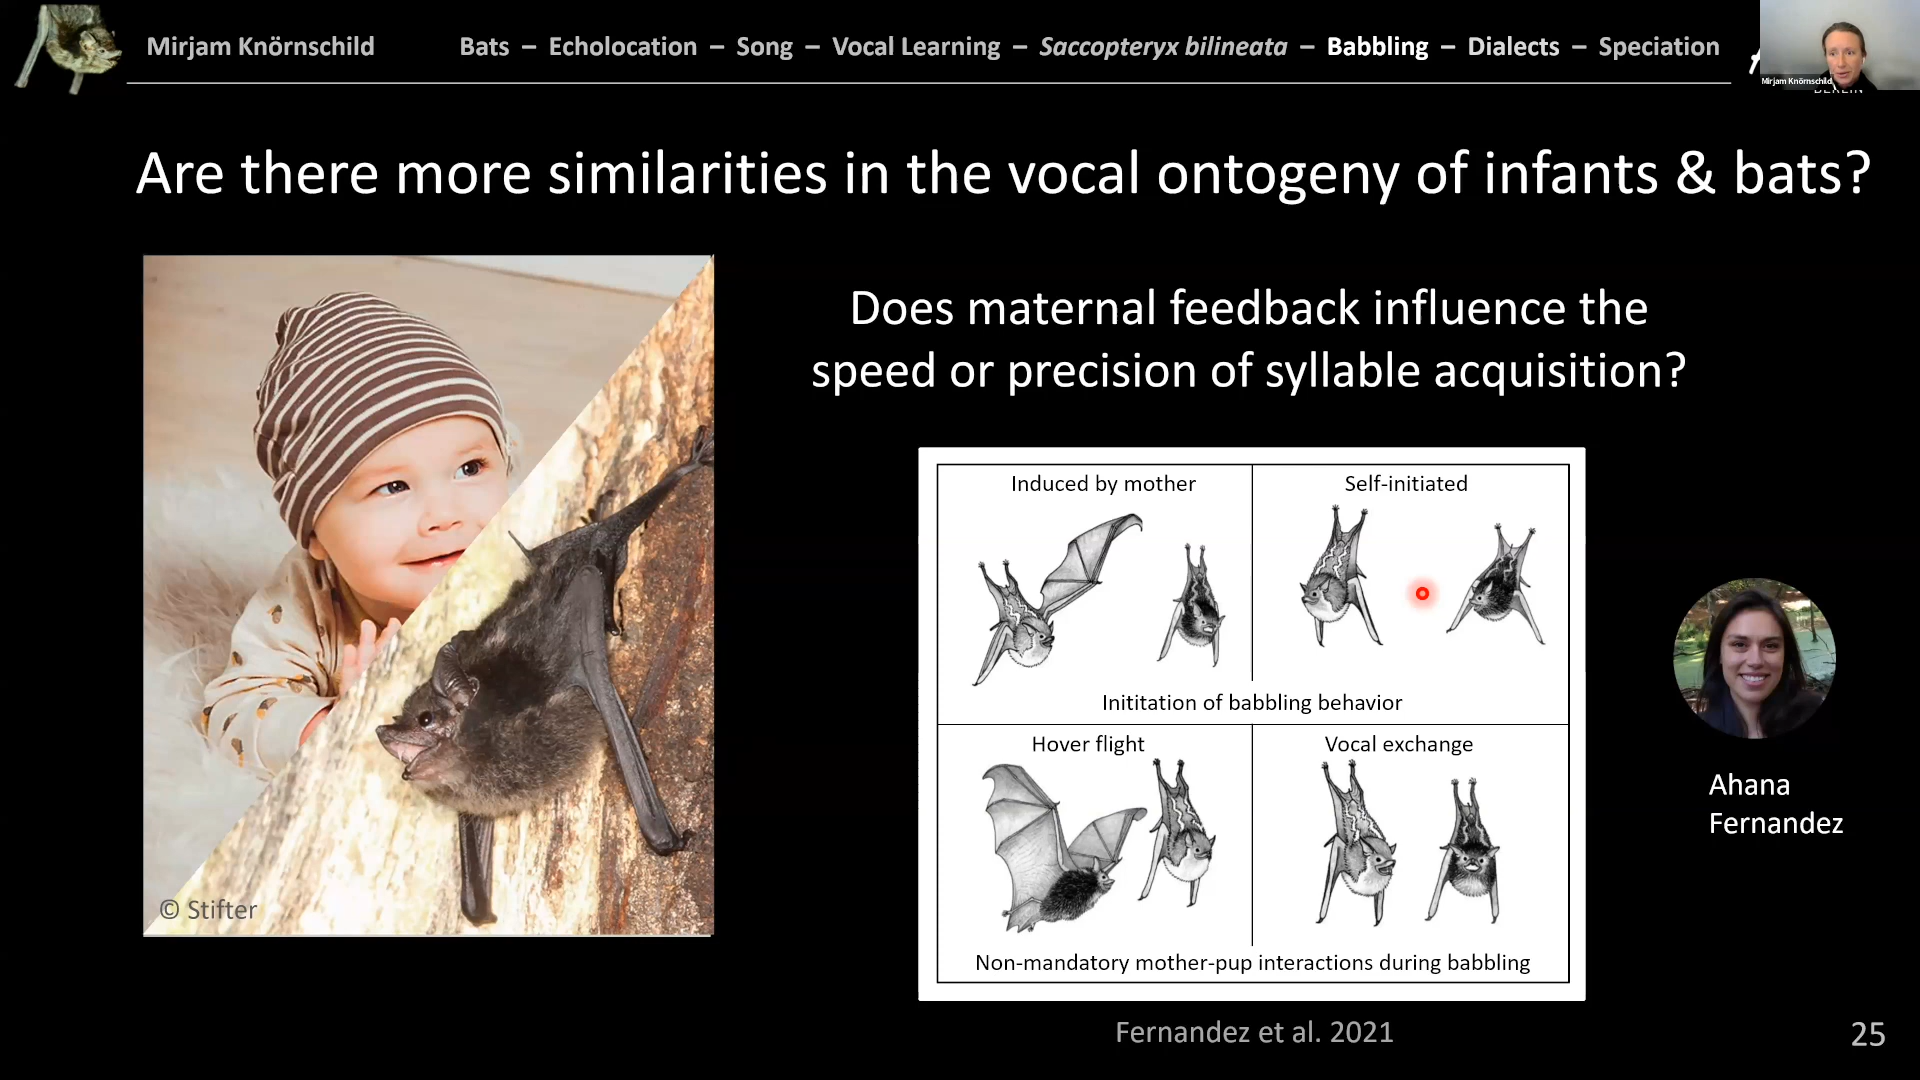 Mirjam Knörnschild
Bats – Echolocation – Song – Vocal Learning – Saccopteryx bilineata – Babbling – Dialects – Speciation
Mirjam Knörnschild
BERLIN
Are there more similarities in the vocal ontogeny of infants & bats?
Does maternal feedback influence the
speed or precision of syllable acquisition?
Induced by mother
Self-initiated
Inititation of babbling behavior
Hover flight
Vocal exchange
Non-mandatory mother-pup interactions during babbling
Ahana
Fernandez
© Stifter
Fernandez et al. 2021
25